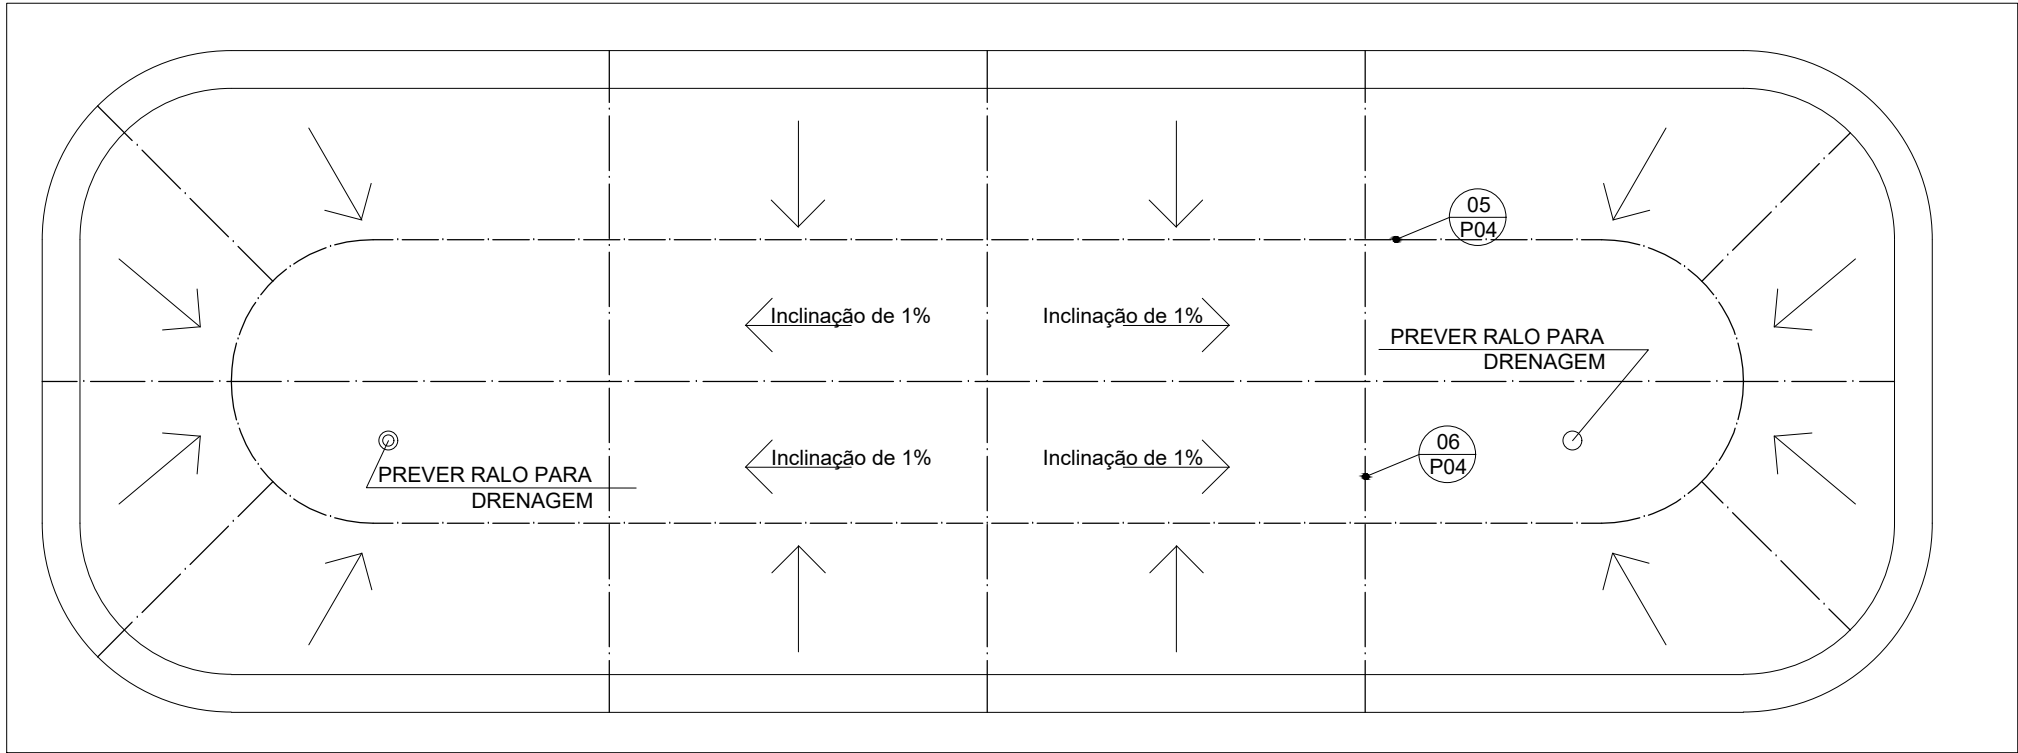 05
P04
Inclinação de 1%
Inclinação de 1%
PREVER RALO PARA
DRENAGEM
06
P04
Inclinação de 1%
Inclinação de 1%
PREVER RALO PARA
DRENAGEM